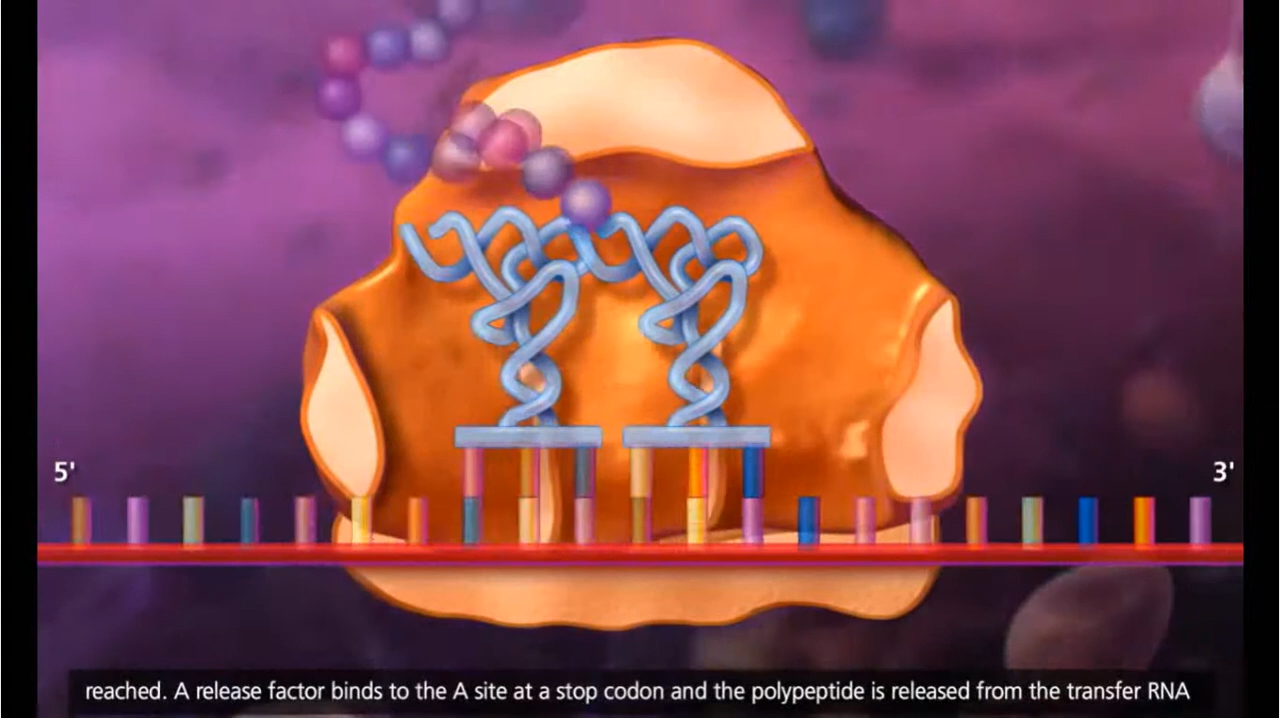 5' 3'
reached. A release factor binds to the A site at a stop codon and the polypeptide is released from the transfer RNA